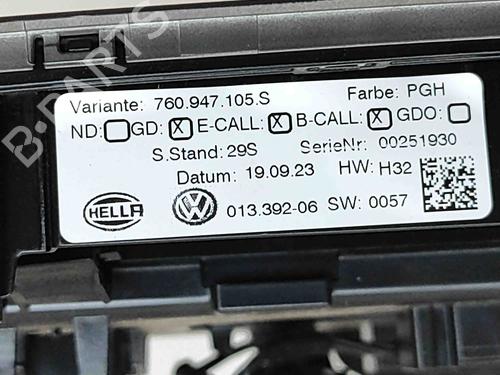 B-PARTS
Variante: 760.947.105.S Farbe: PGH
ND: GD: X E-CALL: X B-CALL: X GDO:
S.Stand: 29S SerieNr: 00251930
Datum: 19.09.23 HW: H32
HELLA VW 013.392-06 SW: 0057